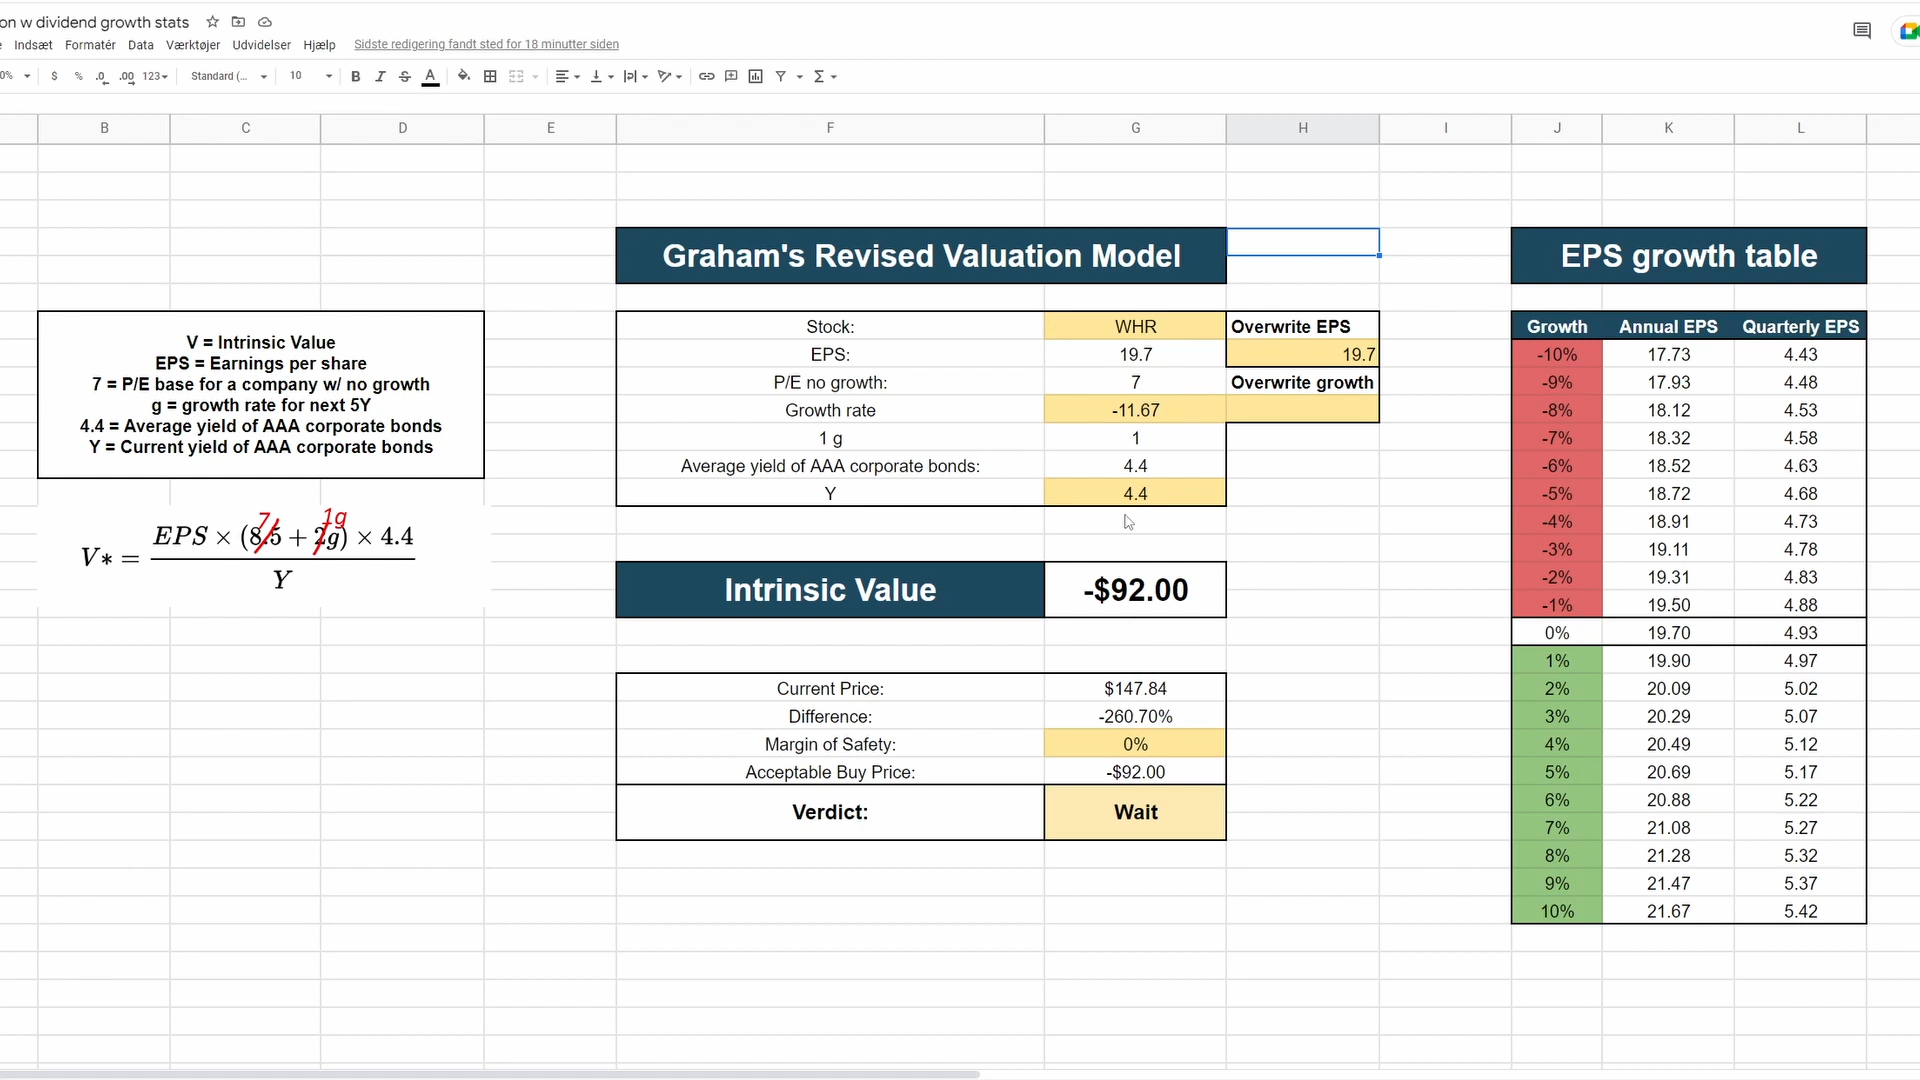 on w dividend growth stats
Indsæt Formatér Data Værktøjer Udvidelser Hjælp Sidste redigering fandt sted for 18 minutter siden
0% $ % .0 .00 123 Standard (... 10 B I S A
B C D E F G H I J K L
Graham's Revised Valuation Model
EPS growth table
V = Intrinsic Value
EPS = Earnings per share
7 = P/E base for a company w/ no growth
g = growth rate for next 5Y
4.4 = Average yield of AAA corporate bonds
Y = Current yield of AAA corporate bonds
7 1g
V* = EPS × (8.5 + 2g) × 4.4
Y
Stock: WHR Overwrite EPS
EPS: 19.7 19.7
P/E no growth: 7 Overwrite growth
Growth rate -11.67
1 g 1
Average yield of AAA corporate bonds: 4.4
Y 4.4
Intrinsic Value -$92.00
Current Price: $147.84
Difference: -260.70%
Margin of Safety: 0%
Acceptable Buy Price: -$92.00
Verdict: Wait
Growth Annual EPS Quarterly EPS
-10% 17.73 4.43
-9% 17.93 4.48
-8% 18.12 4.53
-7% 18.32 4.58
-6% 18.52 4.63
-5% 18.72 4.68
-4% 18.91 4.73
-3% 19.11 4.78
-2% 19.31 4.83
-1% 19.50 4.88
0% 19.70 4.93
1% 19.90 4.97
2% 20.09 5.02
3% 20.29 5.07
4% 20.49 5.12
5% 20.69 5.17
6% 20.88 5.22
7% 21.08 5.27
8% 21.28 5.32
9% 21.47 5.37
10% 21.67 5.42